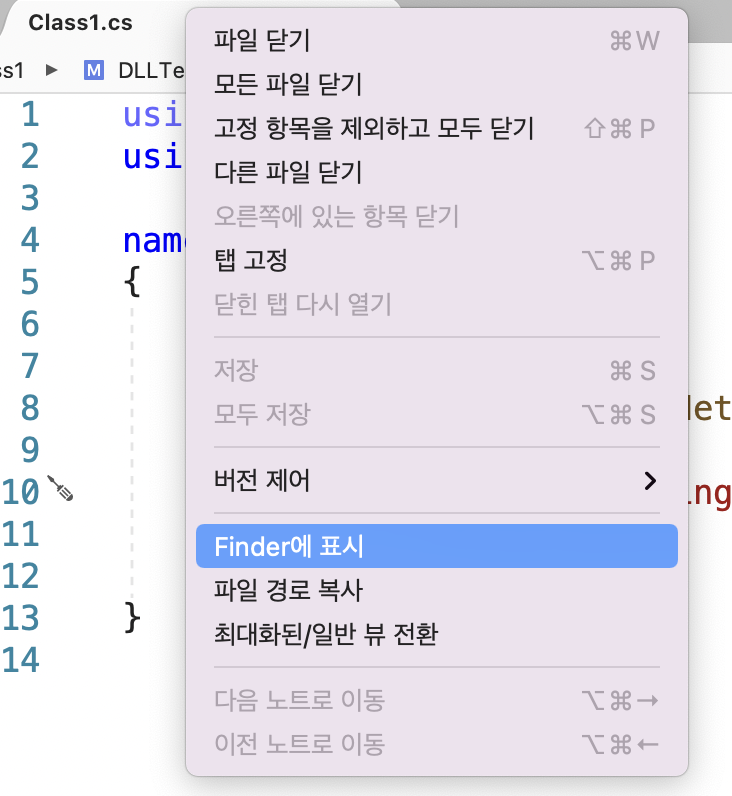 Class1.cs
ss1 ▶ M DLLTe
파일 닫기 ⌘W
모든 파일 닫기
고정 항목을 제외하고 모두 닫기 ⇧⌘P
다른 파일 닫기
오른쪽에 있는 항목 닫기
탭 고정 ⌥⌘P
닫힌 탭 다시 열기
저장 ⌘S
모두 저장 ⌥⌘S
버전 제어
Finder에 표시
파일 경로 복사
최대화된/일반 뷰 전환
다음 노트로 이동 ⌥⌘→
이전 노트로 이동 ⌥⌘←
1 usi
2 usi
3
4 name
5 {
6
7
8 et
9
10 ing
11
12
13 }
14